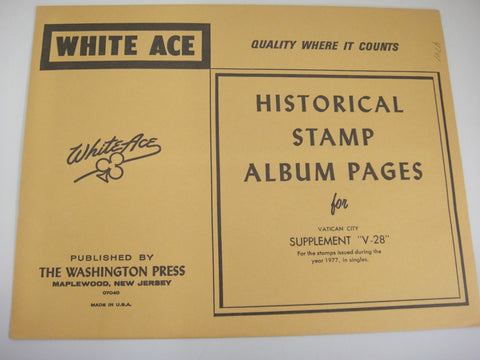 WHITE ACE
QUALITY WHERE IT COUNTS
HISTORICAL
STAMP
ALBUM PAGES
for
VATICAN CITY
SUPPLEMENT "V-28"
For the stamps issued during the
year 1977, in singles.
White Ace
PUBLISHED BY
THE WASHINGTON PRESS
MAPLEWOOD, NEW JERSEY
07040
MADE IN U.S.A.